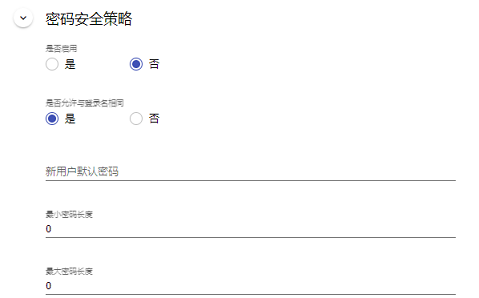 密码安全策略
是否启用
是 否
是否允许与登录名相同
是 否
新用户默认密码
最小密码长度
0
最大密码长度
0